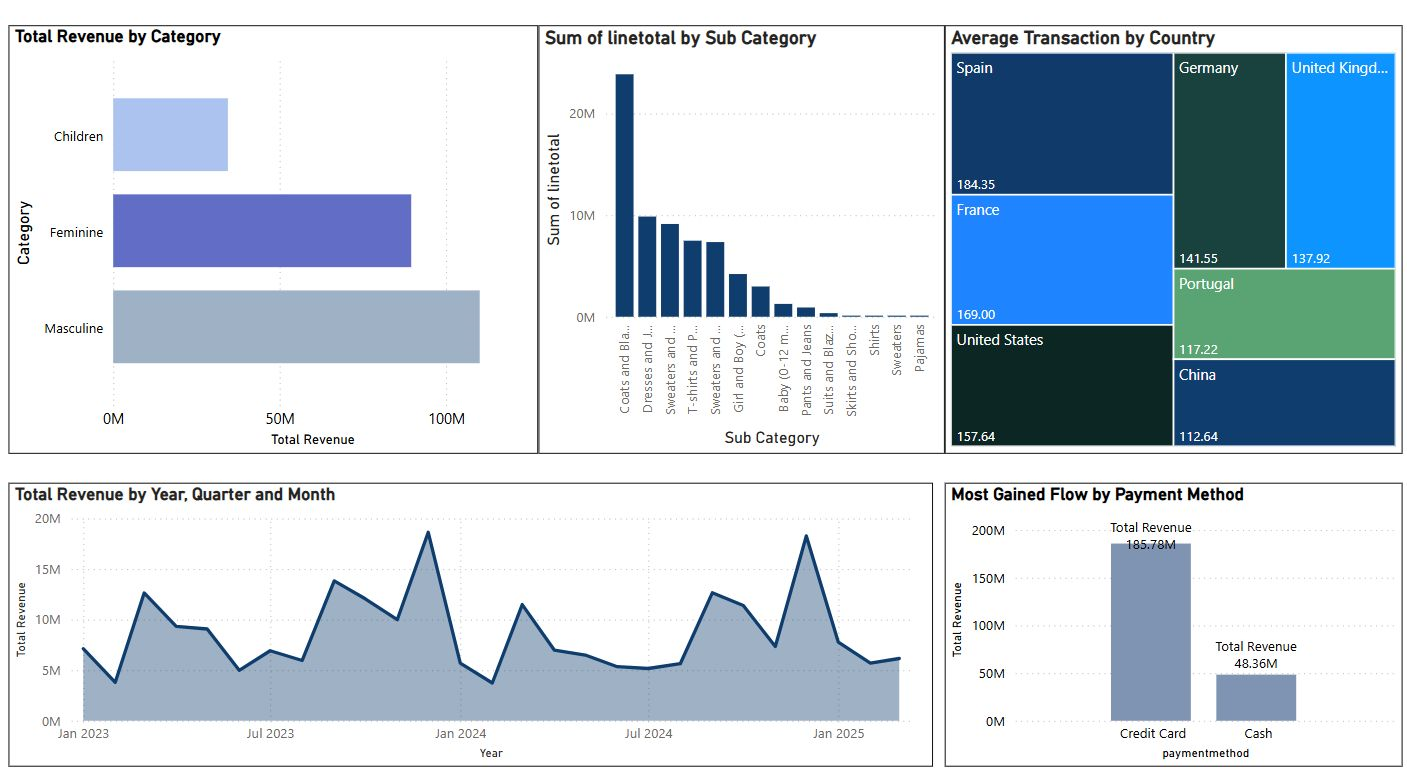 Total Revenue by Category
Category
Children
Feminine
Masculine
0M
50M
100M
Total Revenue
Sum of linetotal by Sub Category
Sum of linetotal
20M
10M
0M
Coats and Bla...
Dresses and J...
Sweaters and ...
T-shirts and P...
Sweaters and ...
Girl and Boy (...
Coats
Baby (0-12 m...
Pants and Jeans
Suits and Blaz...
Skirts and Sho...
Shirts
Sweaters
Pajamas
Sub Category
Average Transaction by Country
Spain
184.35
France
169.00
United States
157.64
Germany
141.55
United Kingd...
137.92
Portugal
117.22
China
112.64
Total Revenue by Year, Quarter and Month
Total Revenue
20M
15M
10M
5M
0M
Jan 2023
Jul 2023
Jan 2024
Jul 2024
Jan 2025
Year
Most Gained Flow by Payment Method
Total Revenue
200M
150M
100M
50M
0M
Total Revenue
185.78M
Total Revenue
48.36M
Credit Card
Cash
paymentmethod